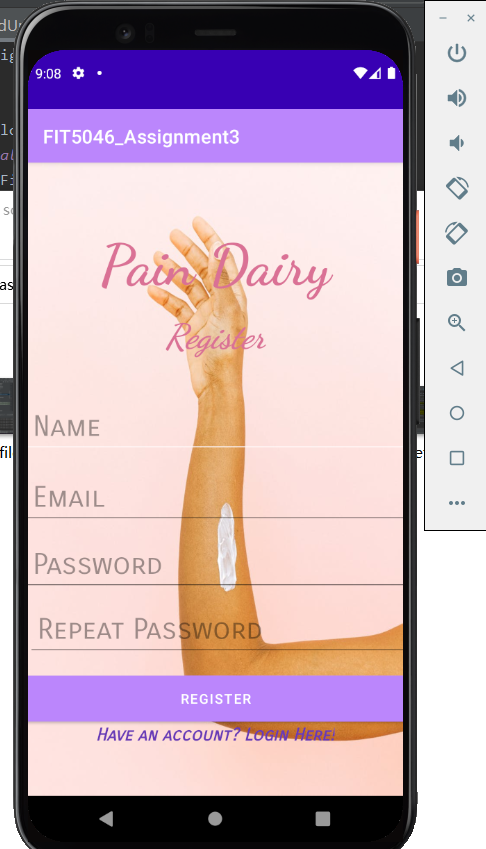 9:08
FIT5046_Assignment3
Pain Dairy
Register
Name
Email
Password
Repeat Password
REGISTER
Have an account? Login Here!